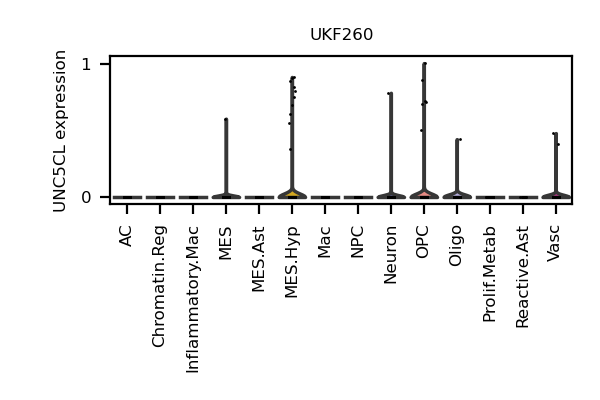 UKF260
UNC5CL expression
1
0
AC
Chromatin.Reg
Inflammatory.Mac
MES
MES.Ast
MES.Hyp
Mac
NPC
Neuron
OPC
Oligo
Prolif.Metab
Reactive.Ast
Vasc